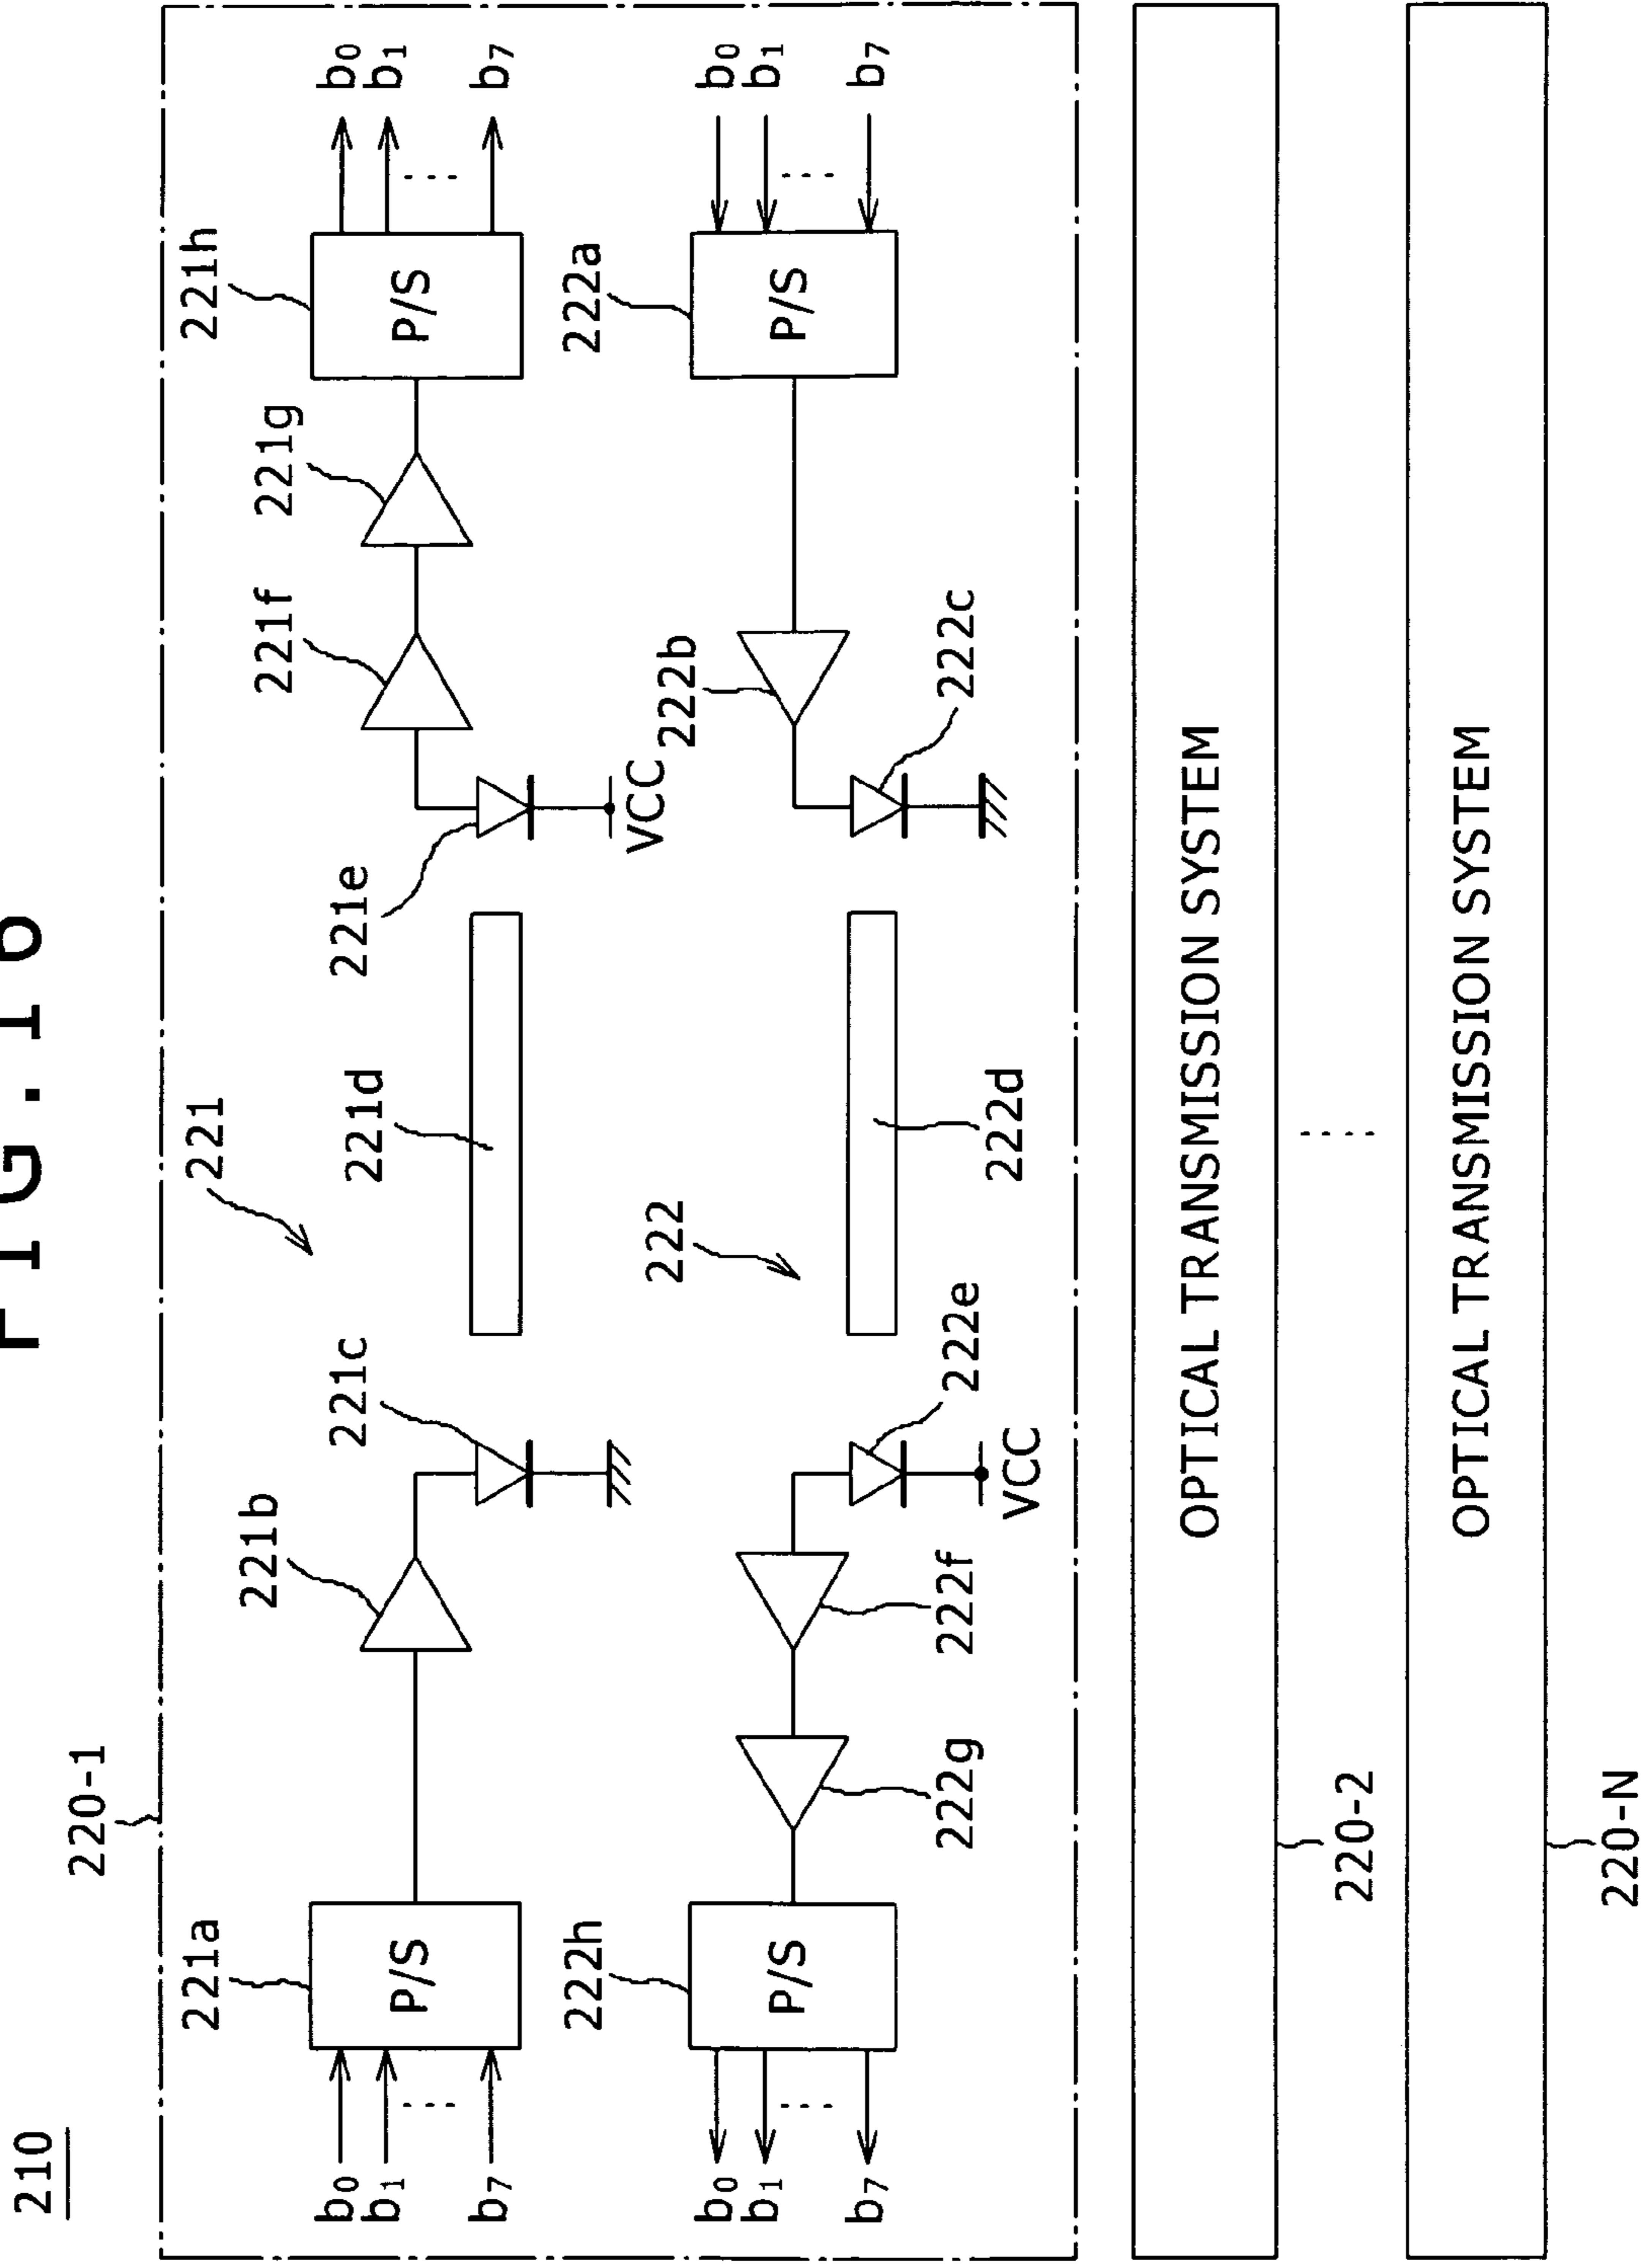 FIG. 16
210
220-1
221
221a
221b
221c
221d
221e
221f
221g
221h
b0
b1
b7
P/S
P/S
b0
b1
b7
VCC
222
222h
222g
222f
222e
222d
222c
222b
222a
b0
b1
b7
P/S
P/S
b0
b1
b7
VCC
OPTICAL TRANSMISSION SYSTEM
220-2
OPTICAL TRANSMISSION SYSTEM
220-N